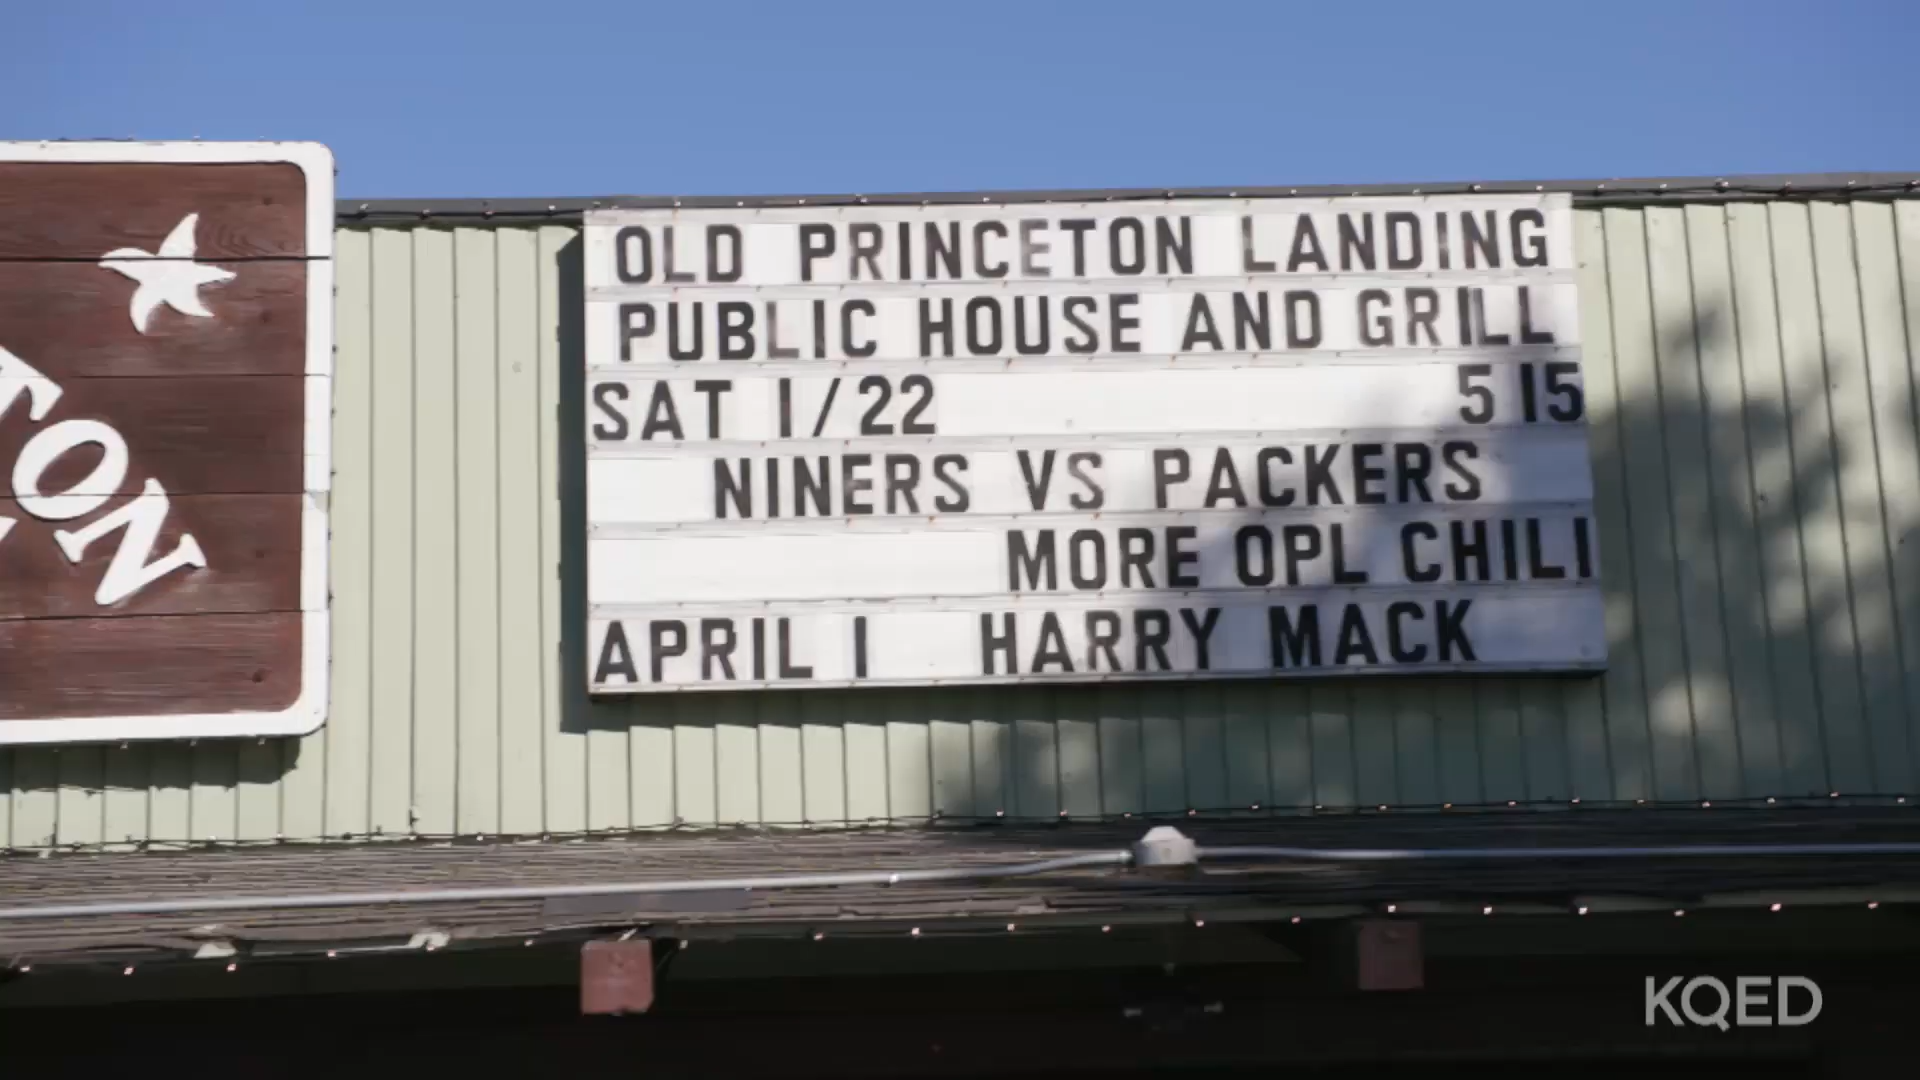 TON
OLD PRINCETON LANDING
PUBLIC HOUSE AND GRILL
SAT 1/22 5 15
NINERS VS PACKERS
MORE OPL CHILI
APRIL 1 HARRY MACK
KQED